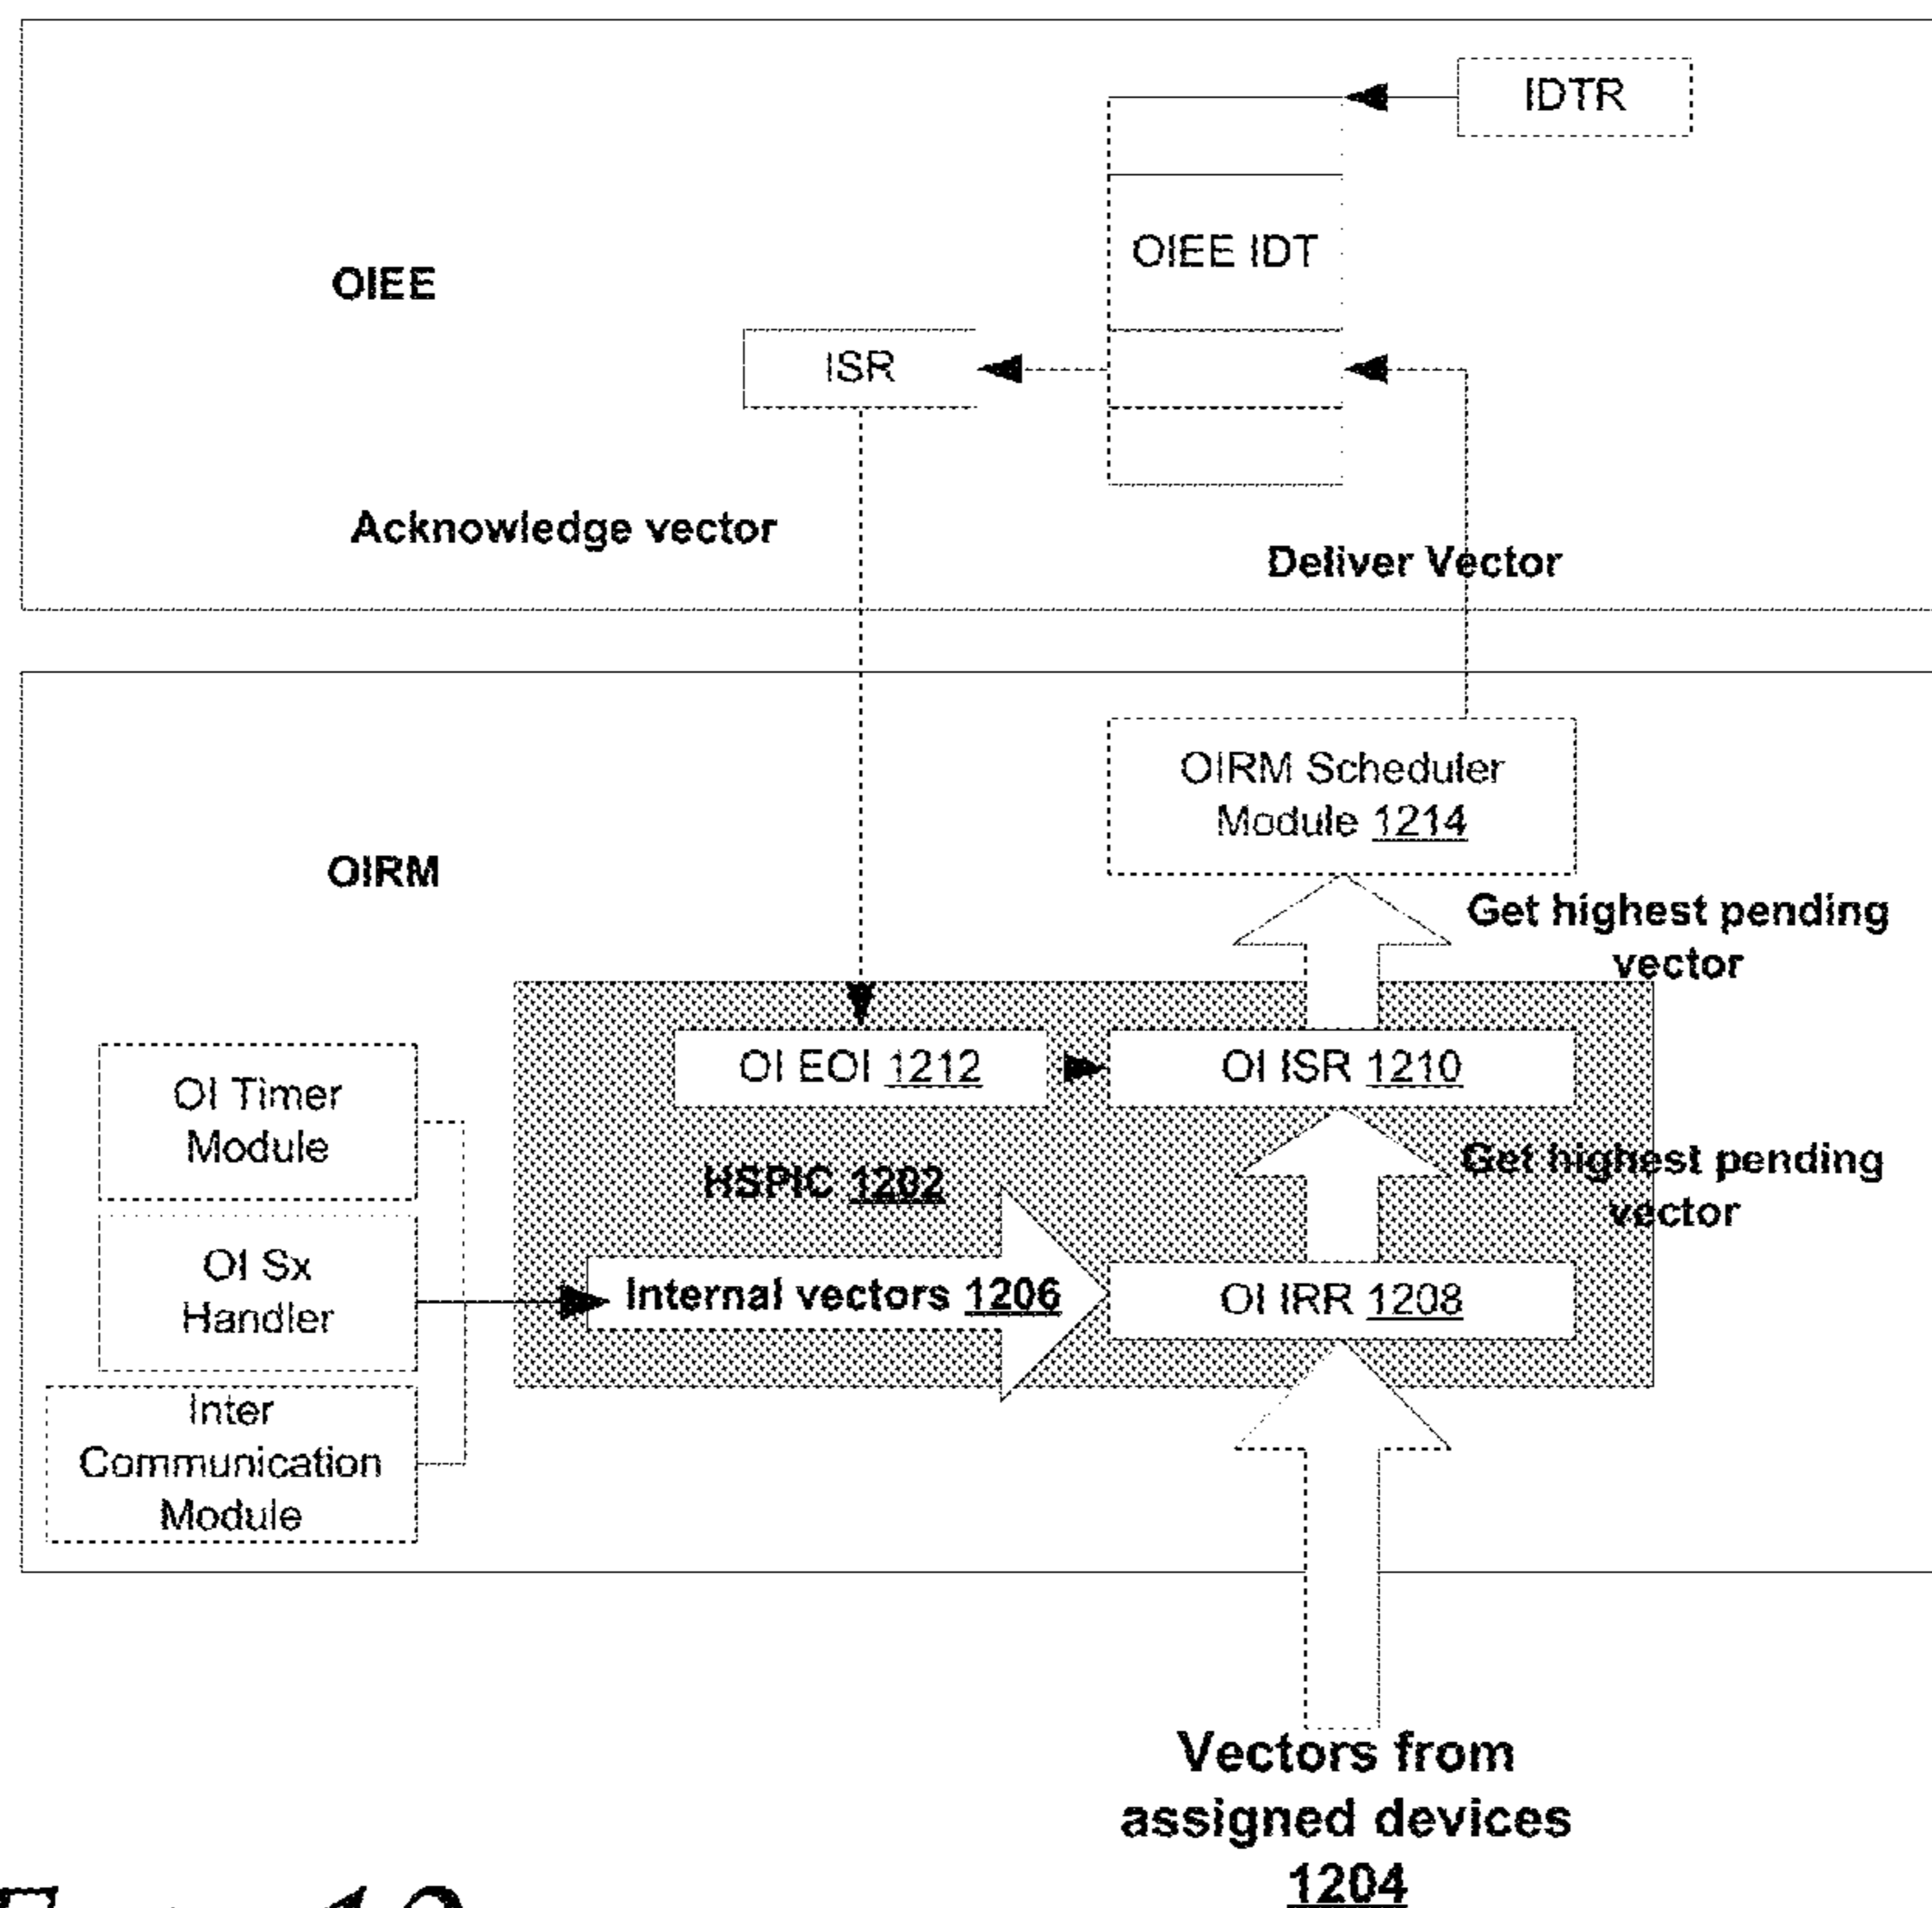 IDTR
OIEE IDT
OIEE
ISR
Acknowledge vector
Deliver Vector
OIRM Scheduler
Module 1214
OIRM
Get highest pending
vector
OI EOI 1212
OI ISR 1210
OI Timer
Module
HSPIC 1202
Get highest pending
vector
OI Sx
Handler
Internal vectors 1206
OI IRR 1208
Inter
Communication
Module
Vectors from
assigned devices
1204